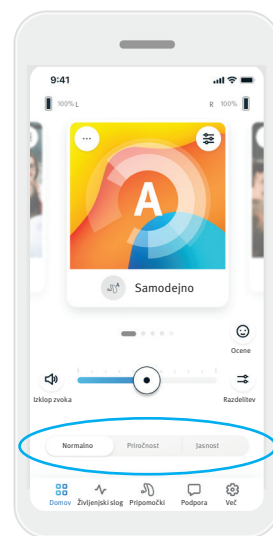 9:41
100% L
R 100%
A
Samodejno
Ocene
Izklop zvoka
Razdelitev
Normalno Priročnost Jasnost
Domov Življenjski slog Pripomočki Podpora Več